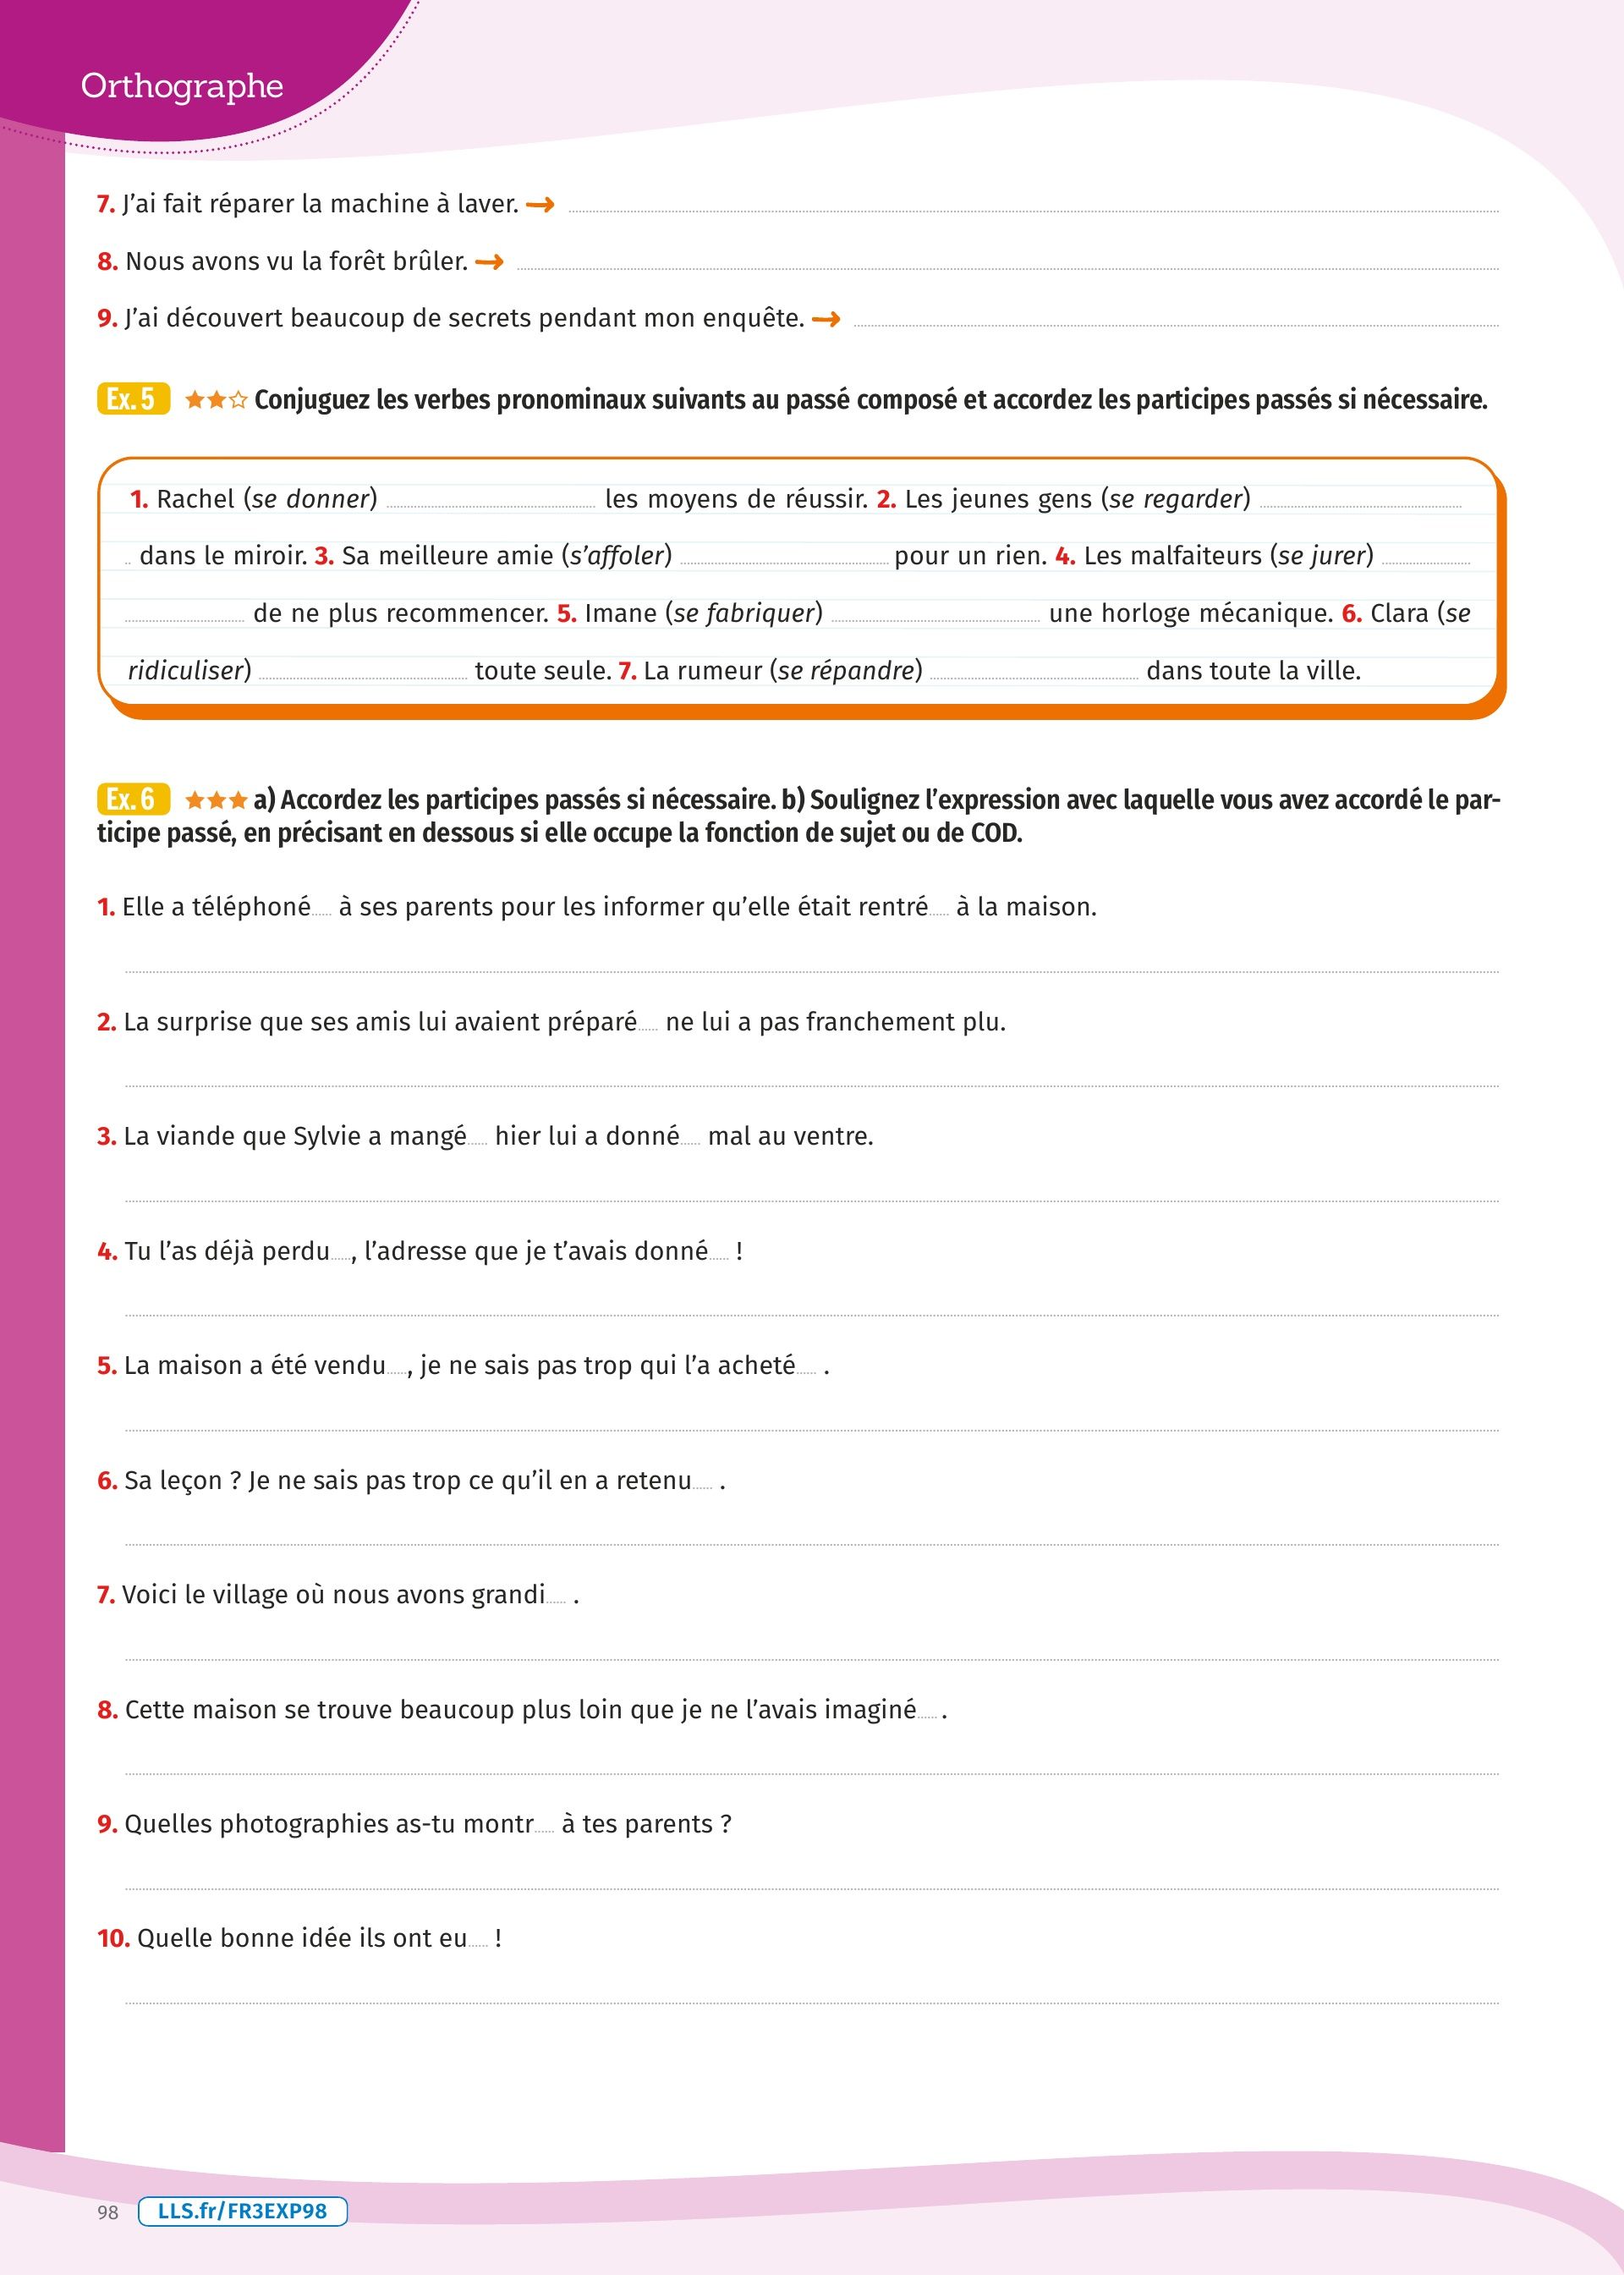 Orthographe
7. J’ai fait réparer la machine à laver. →
8. Nous avons vu la forêt brûler. →
9. J’ai découvert beaucoup de secrets pendant mon enquête. →
Ex. 5 ★★☆ Conjuguez les verbes pronominaux suivants au passé composé et accordez les participes passés si nécessaire.
1. Rachel (se donner) ........ les moyens de réussir. 2. Les jeunes gens (se regarder) ........
. dans le miroir. 3. Sa meilleure amie (s’affoler) ........ pour un rien. 4. Les malfaiteurs (se jurer) ........
........ de ne plus recommencer. 5. Imane (se fabriquer) ........ une horloge mécanique. 6. Clara (se
ridiculiser) ........ toute seule. 7. La rumeur (se répandre) ........ dans toute la ville.
Ex. 6 ★★★ a) Accordez les participes passés si nécessaire. b) Soulignez l’expression avec laquelle vous avez accordé le par-
ticipe passé, en précisant en dessous si elle occupe la fonction de sujet ou de COD.
1. Elle a téléphoné..... à ses parents pour les informer qu’elle était rentré..... à la maison.
2. La surprise que ses amis lui avaient préparé..... ne lui a pas franchement plu.
3. La viande que Sylvie a mangé..... hier lui a donné..... mal au ventre.
4. Tu l’as déjà perdu....., l’adresse que je t’avais donné..... !
5. La maison a été vendu....., je ne sais pas trop qui l’a acheté..... .
6. Sa leçon ? Je ne sais pas trop ce qu’il en a retenu..... .
7. Voici le village où nous avons grandi..... .
8. Cette maison se trouve beaucoup plus loin que je ne l’avais imaginé..... .
9. Quelles photographies as-tu montr..... à tes parents ?
10. Quelle bonne idée ils ont eu..... !
98 LLS.fr/FR3EXP98